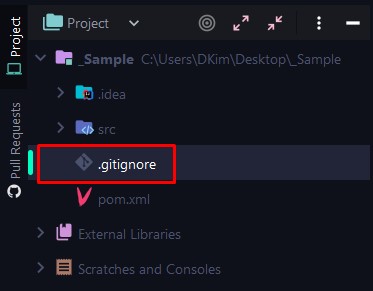 Project
Project
_Sample C:\Users\DKim\Desktop\_Sample
.idea
src
.gitignore
pom.xml
External Libraries
Scratches and Consoles
Pull Requests